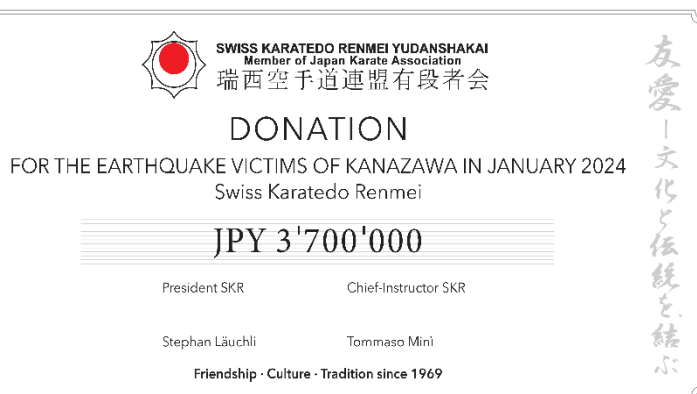 SWISS KARATEDO RENMEI YUDANSHAKAI
Member of Japan Karate Association
瑞西空手道連盟有段者会
DONATION
FOR THE EARTHQUAKE VICTIMS OF KANAZAWA IN JANUARY 2024
Swiss Karatedo Renmei
JPY 3'700'000
President SKR
Chief-Instructor SKR
Stephan Läuchli
Tommaso Minì
Friendship · Culture · Tradition since 1969
友愛ー文化と伝統を結ぶ